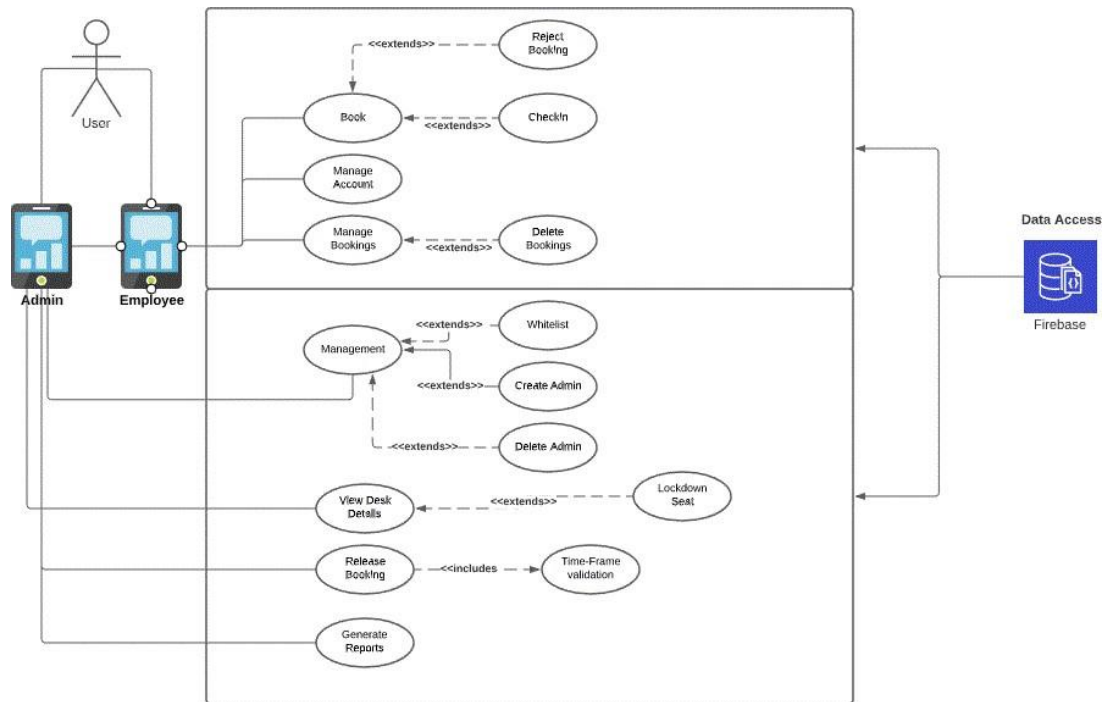 User
Admin
Employee
<<extends>>
Reject
Booking
Book
<<extends>>
CheckIn
Manage
Account
Manage
Bookings
<<extends>>
Delete
Bookings
Management
<<extends>>
Whitelist
<<extends>>
Create Admin
<<extends>>
Delete Admin
View Desk
Details
<<extends>>
Lockdown
Seat
Release
Booking
<<includes
Time-Frame
validation
Generate
Reports
Data Access
Firebase